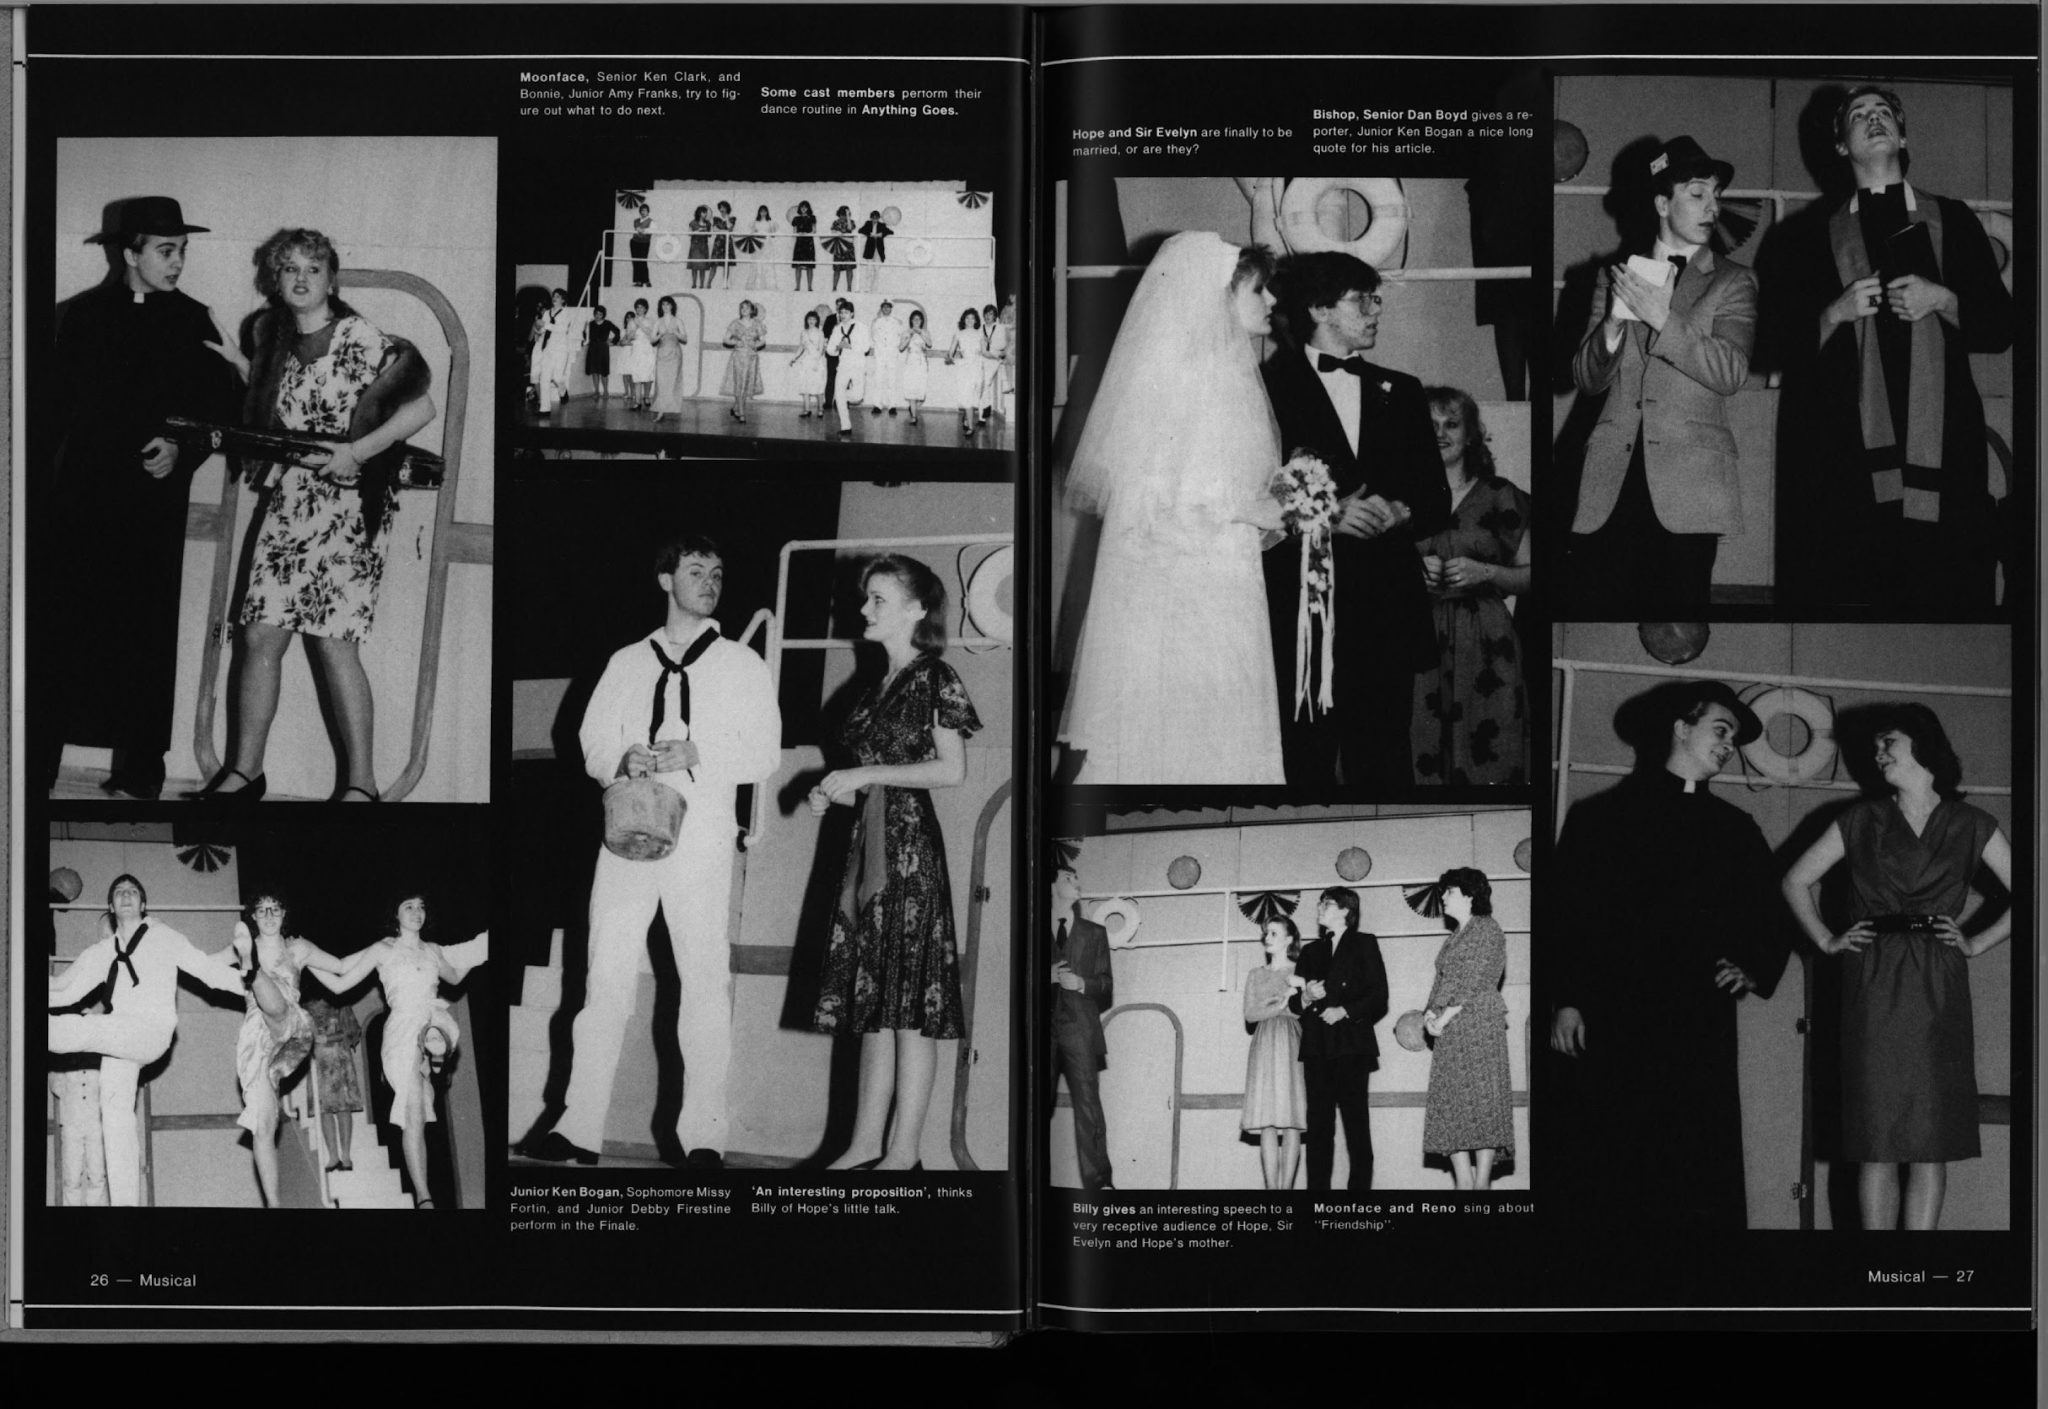 Moonface, Senior Ken Clark, and
Bonnie, Junior Amy Franks, try to fig-
ure out what to do next.
Some cast members perform their
dance routine in Anything Goes.
Junior Ken Bogan, Sophomore Missy
Fortin, and Junior Debby Firestine
perform in the Finale.
'An interesting proposition', thinks
Billy of Hope's little talk.
26 — Musical
Hope and Sir Evelyn are finally to be
married, or are they?
Bishop, Senior Dan Boyd gives a re-
porter, Junior Ken Bogan a nice long
quote for his article.
Billy gives an interesting speech to a
very receptive audience of Hope, Sir
Evelyn and Hope's mother.
Moonface and Reno sing about
"Friendship".
Musical — 27